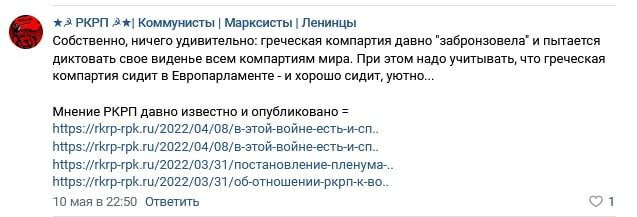 ★☭ РКРП ☭★| Коммунисты | Марксисты | Ленинцы
Собственно, ничего удивительно: греческая компартия давно "забронзовела" и пытается
диктовать свое виденье всем компартиям мира. При этом надо учитывать, что греческая
компартия сидит в Европарламенте - и хорошо сидит, уютно...
Мнение РКРП давно известно и опубликовано =
https://rkrp-rpk.ru/2022/04/08/в-этой-войне-есть-и-сп..
https://rkrp-rpk.ru/2022/04/08/в-этой-войне-есть-и-сп..
https://rkrp-rpk.ru/2022/03/31/постановление-пленума-..
https://rkrp-rpk.ru/2022/03/31/об-отношении-ркрп-к-во..
10 мая в 22:50 Ответить 1